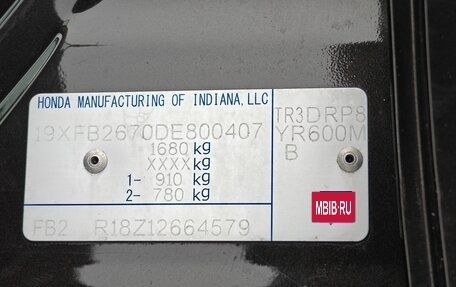 HONDA MANUFACTURING OF INDIANA, LLC
19XFB2670DE800407
1680 kg
XXXX kg
1- 910 kg
2- 780 kg
TR3DRP8
YR600M
B
MBIB.RU
FB2 R18Z12664579